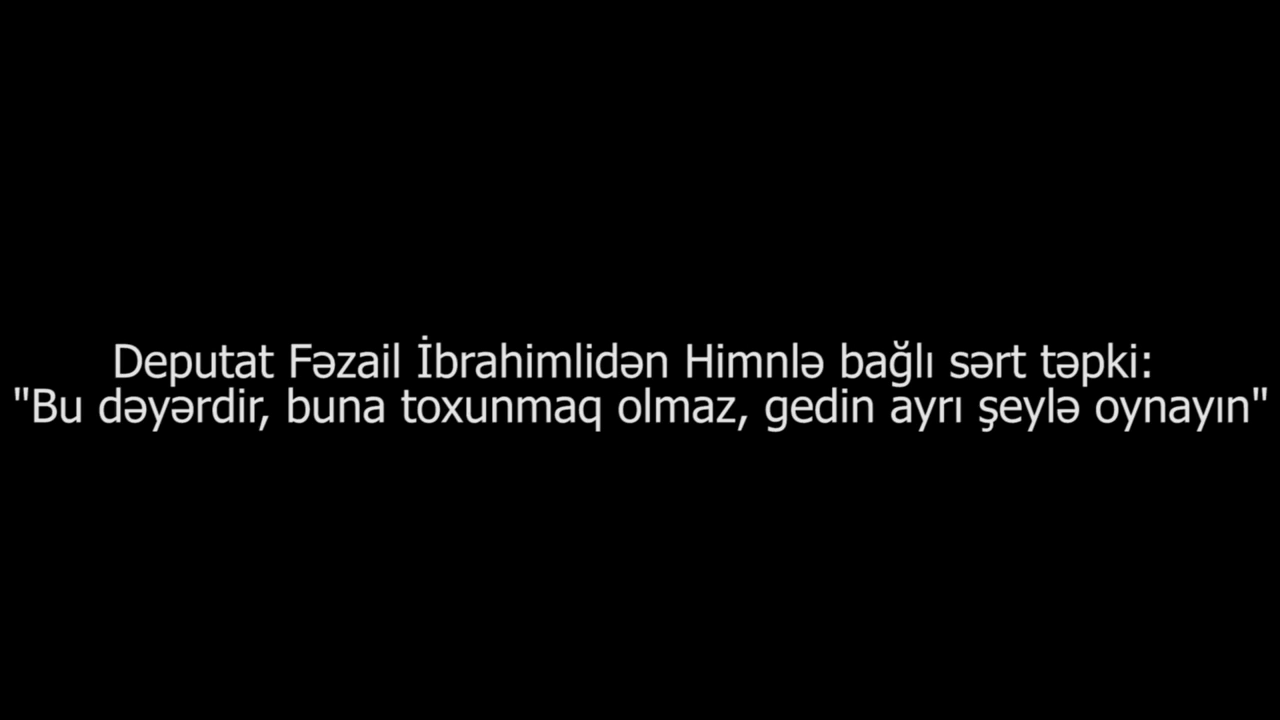 Deputat Fəzail İbrahimlidən Himnlə bağlı sərt təpki:
"Bu dəyərdir, buna toxunmaq olmaz, gedin ayrı şeylə oynayın"